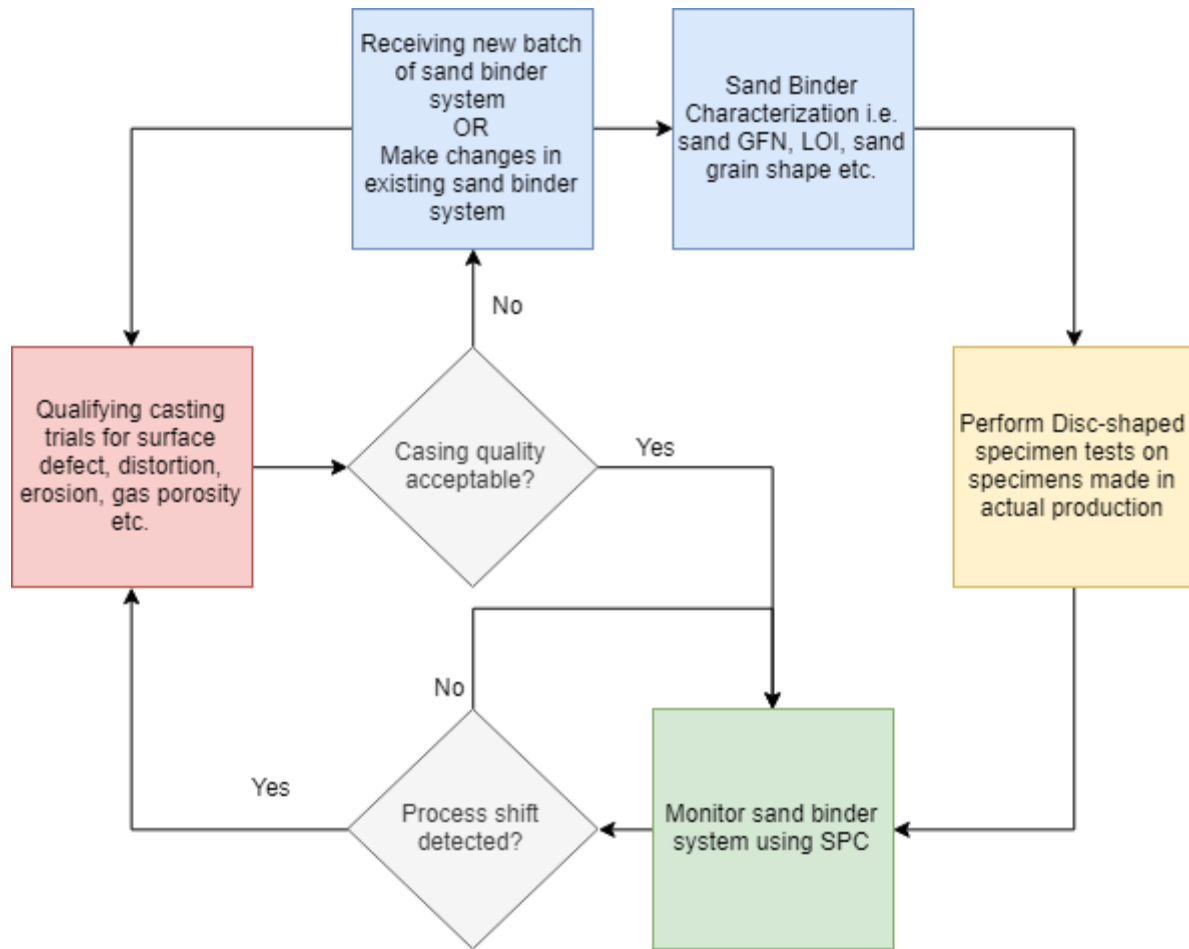 Receiving new batch
of sand binder
system
OR
Make changes in
existing sand binder
system
Sand Binder
Characterization i.e.
sand GFN, LOI, sand
grain shape etc.
No
Qualifying casting
trials for surface
defect, distortion,
erosion, gas porosity
etc.
Casing quality
acceptable?
Yes
Perform Disc-shaped
specimen tests on
specimens made in
actual production
No
Yes
Process shift
detected?
Monitor sand binder
system using SPC